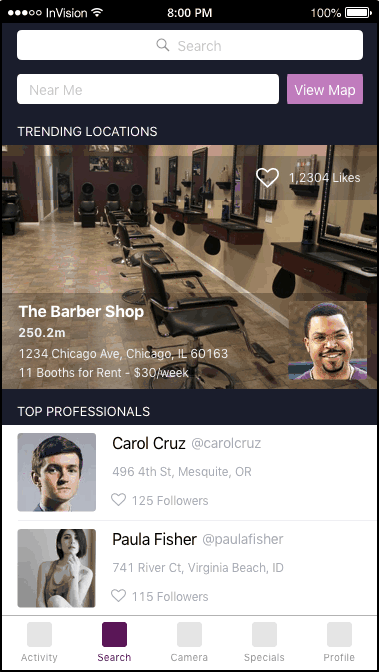 InVision 8:00 PM 100%
Search
Near Me View Map
TRENDING LOCATIONS
1,2304 Likes
The Barber Shop
250.2m
1234 Chicago Ave, Chicago, IL 60163
11 Booths for Rent - $30/week
TOP PROFESSIONALS
Carol Cruz @carolcruz
496 4th St, Mesquite, OR
125 Followers
Paula Fisher @paulafisher
741 River Ct, Virginia Beach, ID
115 Followers
Activity Search Camera Specials Profile